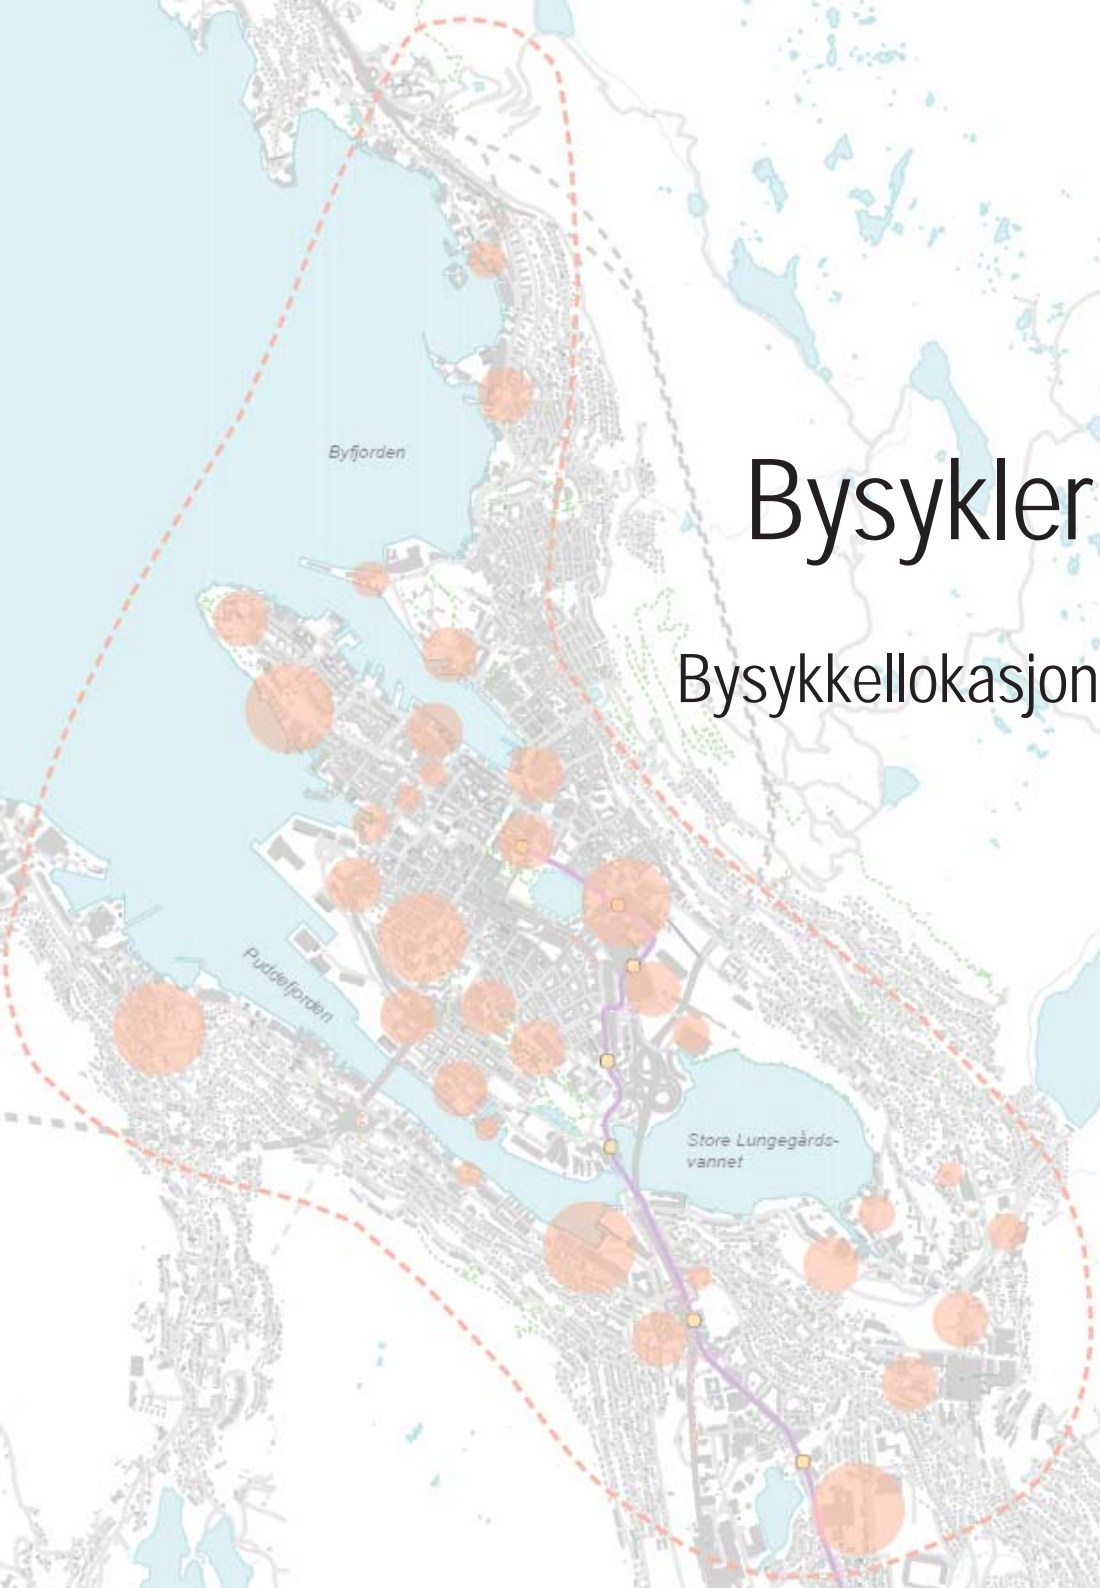 Byfjorden
Bysykler
Bysykkellokasjon
Puddefjorden
Store Lungegårds-
vannet